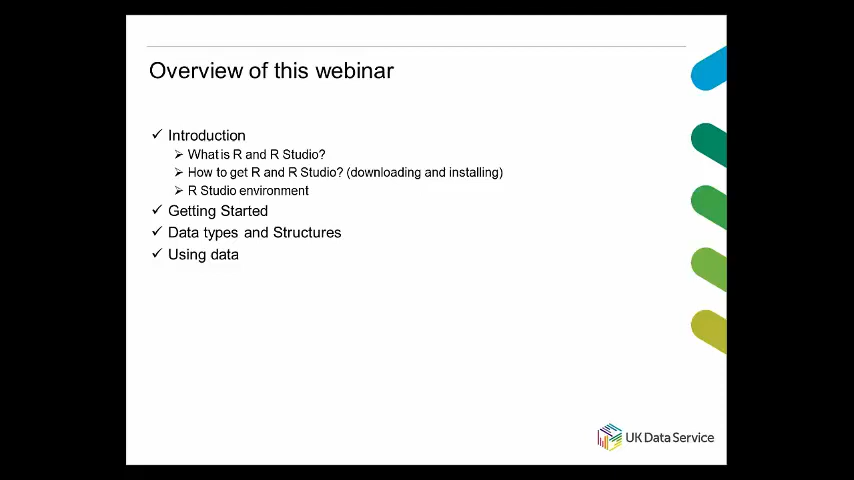 Overview of this webinar
✓ Introduction
➢ What is R and R Studio?
➢ How to get R and R Studio? (downloading and installing)
➢ R Studio environment
✓ Getting Started
✓ Data types and Structures
✓ Using data
UK Data Service